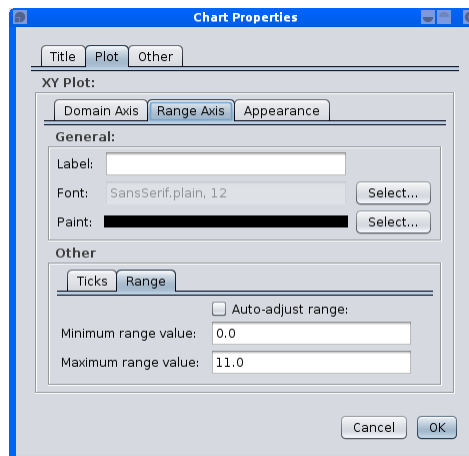 Chart Properties
Title Plot Other
XY Plot:
Domain Axis Range Axis Appearance
General:
Label:
Font: SansSerif.plain, 12 Select...
Paint: Select...
Other
Ticks Range
Auto-adjust range:
Minimum range value: 0.0
Maximum range value: 11.0
Cancel OK